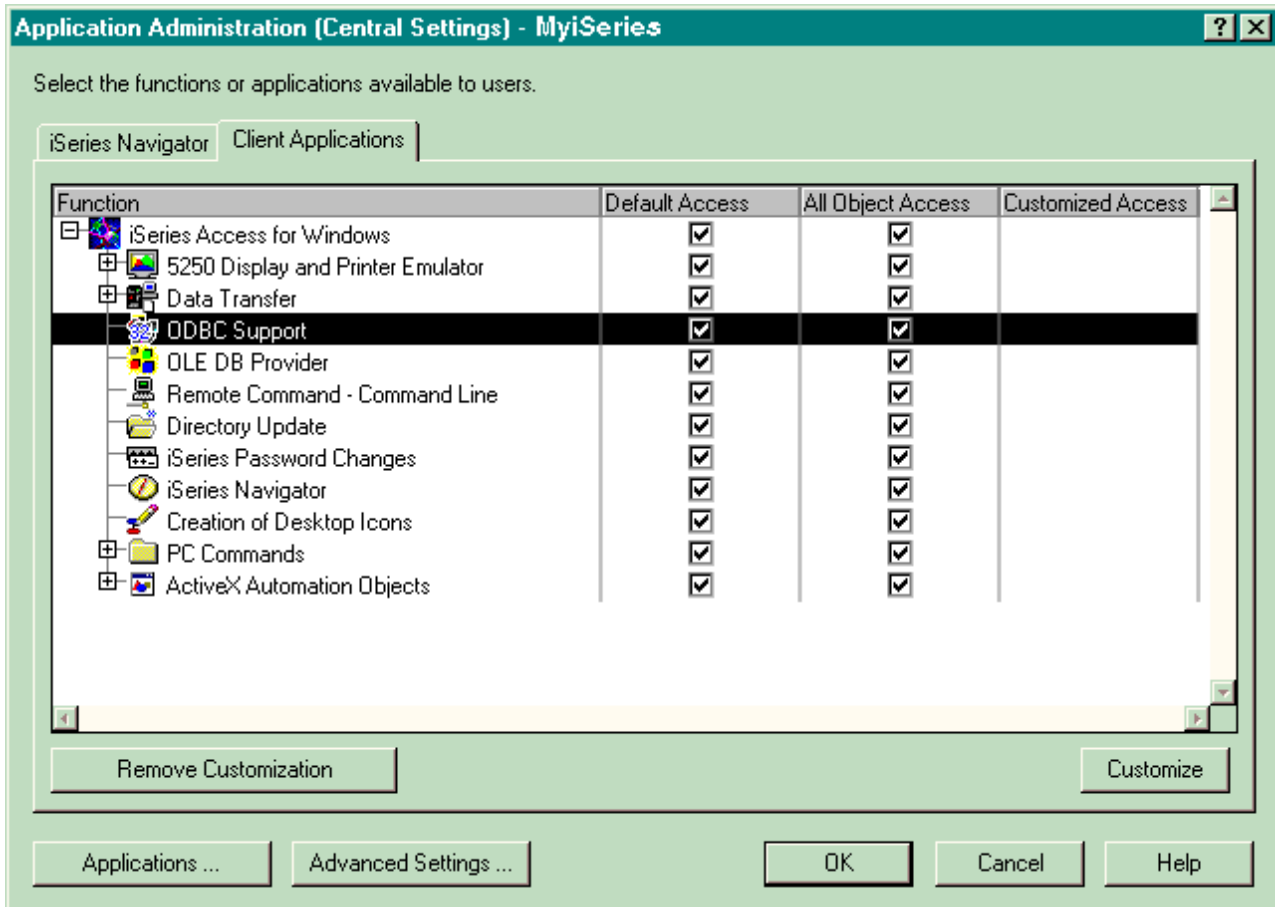 Application Administration (Central Settings) - MyiSeries
Select the functions or applications available to users.
iSeries Navigator Client Applications
Function Default Access All Object Access Customized Access
iSeries Access for Windows
5250 Display and Printer Emulator
Data Transfer
32 ODBC Support
OLE DB Provider
Remote Command - Command Line
Directory Update
iSeries Password Changes
iSeries Navigator
Creation of Desktop Icons
PC Commands
ActiveX Automation Objects
Remove Customization Customize
Applications ... Advanced Settings ... OK Cancel Help